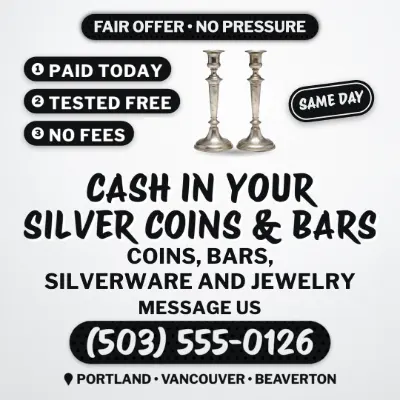 FAIR OFFER • NO PRESSURE
1 PAID TODAY
2 TESTED FREE
3 NO FEES
SAME DAY
CASH IN YOUR
SILVER COINS & BARS
COINS, BARS,
SILVERWARE AND JEWELRY
MESSAGE US
(503) 555-0126
PORTLAND • VANCOUVER • BEAVERTON